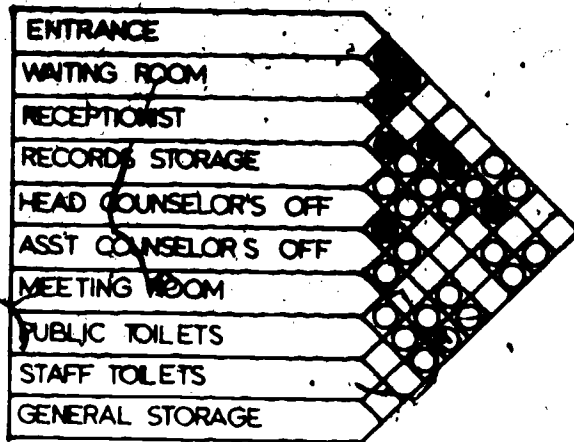 ENTRANCE
WAITING ROOM
RECEPTIONIST
RECORDS STORAGE
HEAD COUNSELOR'S OFF
ASS'T COUNSELOR'S OFF
MEETING ROOM
PUBLIC TOILETS
STAFF TOILETS
GENERAL STORAGE